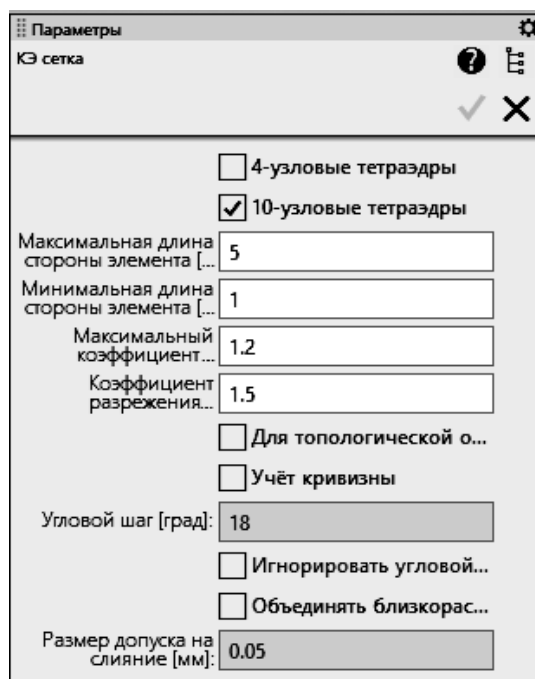 Параметры
КЭ сетка
4-узловые тетраэдры
10-узловые тетраэдры
Максимальная длина
стороны элемента [...
5
Минимальная длина
стороны элемента [...
1
Максимальный
коэффициент...
1.2
Коэффициент
разрежения...
1.5
Для топологической о...
Учёт кривизны
Угловой шаг [град]:
18
Игнорировать угловой...
Объединять близкорас...
Размер допуска на
слияние [мм]:
0.05